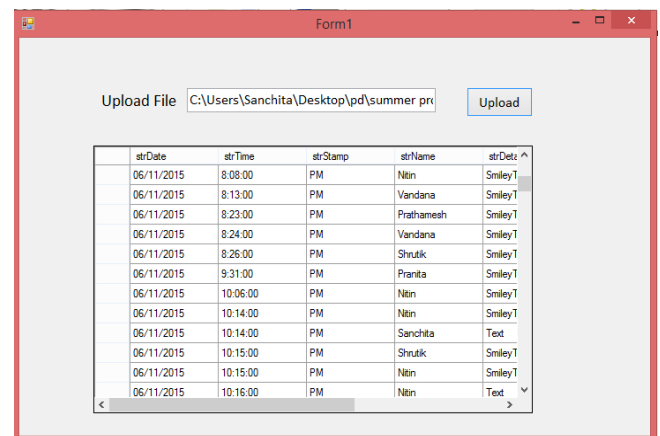 Form1
Upload File C:\Users\Sanchita\Desktop\pd\summer pro Upload
strDate strTime strStamp strName strDeta
06/11/2015 8:08:00 PM Nitin SmileyT
06/11/2015 8:13:00 PM Vandana SmileyT
06/11/2015 8:23:00 PM Prathamesh SmileyT
06/11/2015 8:24:00 PM Vandana SmileyT
06/11/2015 8:26:00 PM Shrutik SmileyT
06/11/2015 9:31:00 PM Pranita SmileyT
06/11/2015 10:06:00 PM Nitin SmileyT
06/11/2015 10:14:00 PM Nitin SmileyT
06/11/2015 10:14:00 PM Sanchita Text
06/11/2015 10:15:00 PM Shrutik SmileyT
06/11/2015 10:15:00 PM Nitin SmileyT
06/11/2015 10:16:00 PM Nitin Text